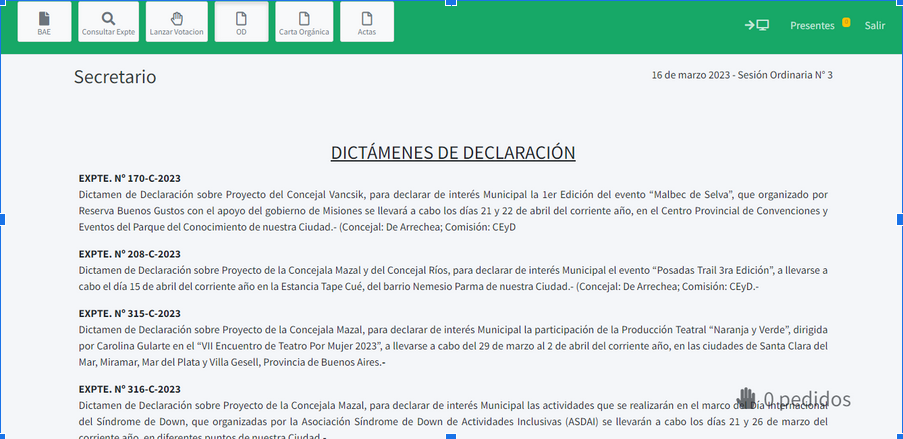 BAE
Consultar Expte
Lanzar Votacion
OD
Carta Orgánica
Actas
Presentes
0
Salir
Secretario
16 de marzo 2023 - Sesión Ordinaria N° 3
DICTÁMENES DE DECLARACIÓN
EXPTE. Nº 170-C-2023
Dictamen de Declaración sobre Proyecto del Concejal Vancsik, para declarar de interés Municipal la 1er Edición del evento “Malbec de Selva”, que organizado por
Reserva Buenos Gustos con el apoyo del gobierno de Misiones se llevará a cabo los días 21 y 22 de abril del corriente año, en el Centro Provincial de Convenciones y
Eventos del Parque del Conocimiento de nuestra Ciudad.- (Concejal: De Arrechea; Comisión: CEyD
EXPTE. Nº 208-C-2023
Dictamen de Declaración sobre Proyecto de la Concejala Mazal y del Concejal Ríos, para declarar de interés Municipal el evento “Posadas Trail 3ra Edición”, a llevarse a
cabo el día 15 de abril del corriente año en la Estancia Tape Cué, del barrio Nemesio Parma de nuestra Ciudad.- (Concejal: De Arrechea; Comisión: CEyD.-
EXPTE. Nº 315-C-2023
Dictamen de Declaración sobre Proyecto de la Concejala Mazal, para declarar de interés Municipal la participación de la Producción Teatral “Naranja y Verde”, dirigida
por Carolina Gularte en el “VII Encuentro de Teatro Por Mujer 2023”, a llevarse a cabo del 29 de marzo al 2 de abril del corriente año, en las ciudades de Santa Clara del
Mar, Miramar, Mar del Plata y Villa Gesell, Provincia de Buenos Aires.-
EXPTE. Nº 316-C-2023
Dictamen de Declaración sobre Proyecto de la Concejala Mazal, para declarar de interés Municipal las actividades que se realizarán en el marco del Día Internacional
0 pedidos
del Síndrome de Down, que organizadas por la Asociación Síndrome de Down de Actividades Inclusivas (ASDAI) se llevarán a cabo los días 21 y 26 de marzo del
corriente año, en diferentes puntos de nuestra Ciudad.-